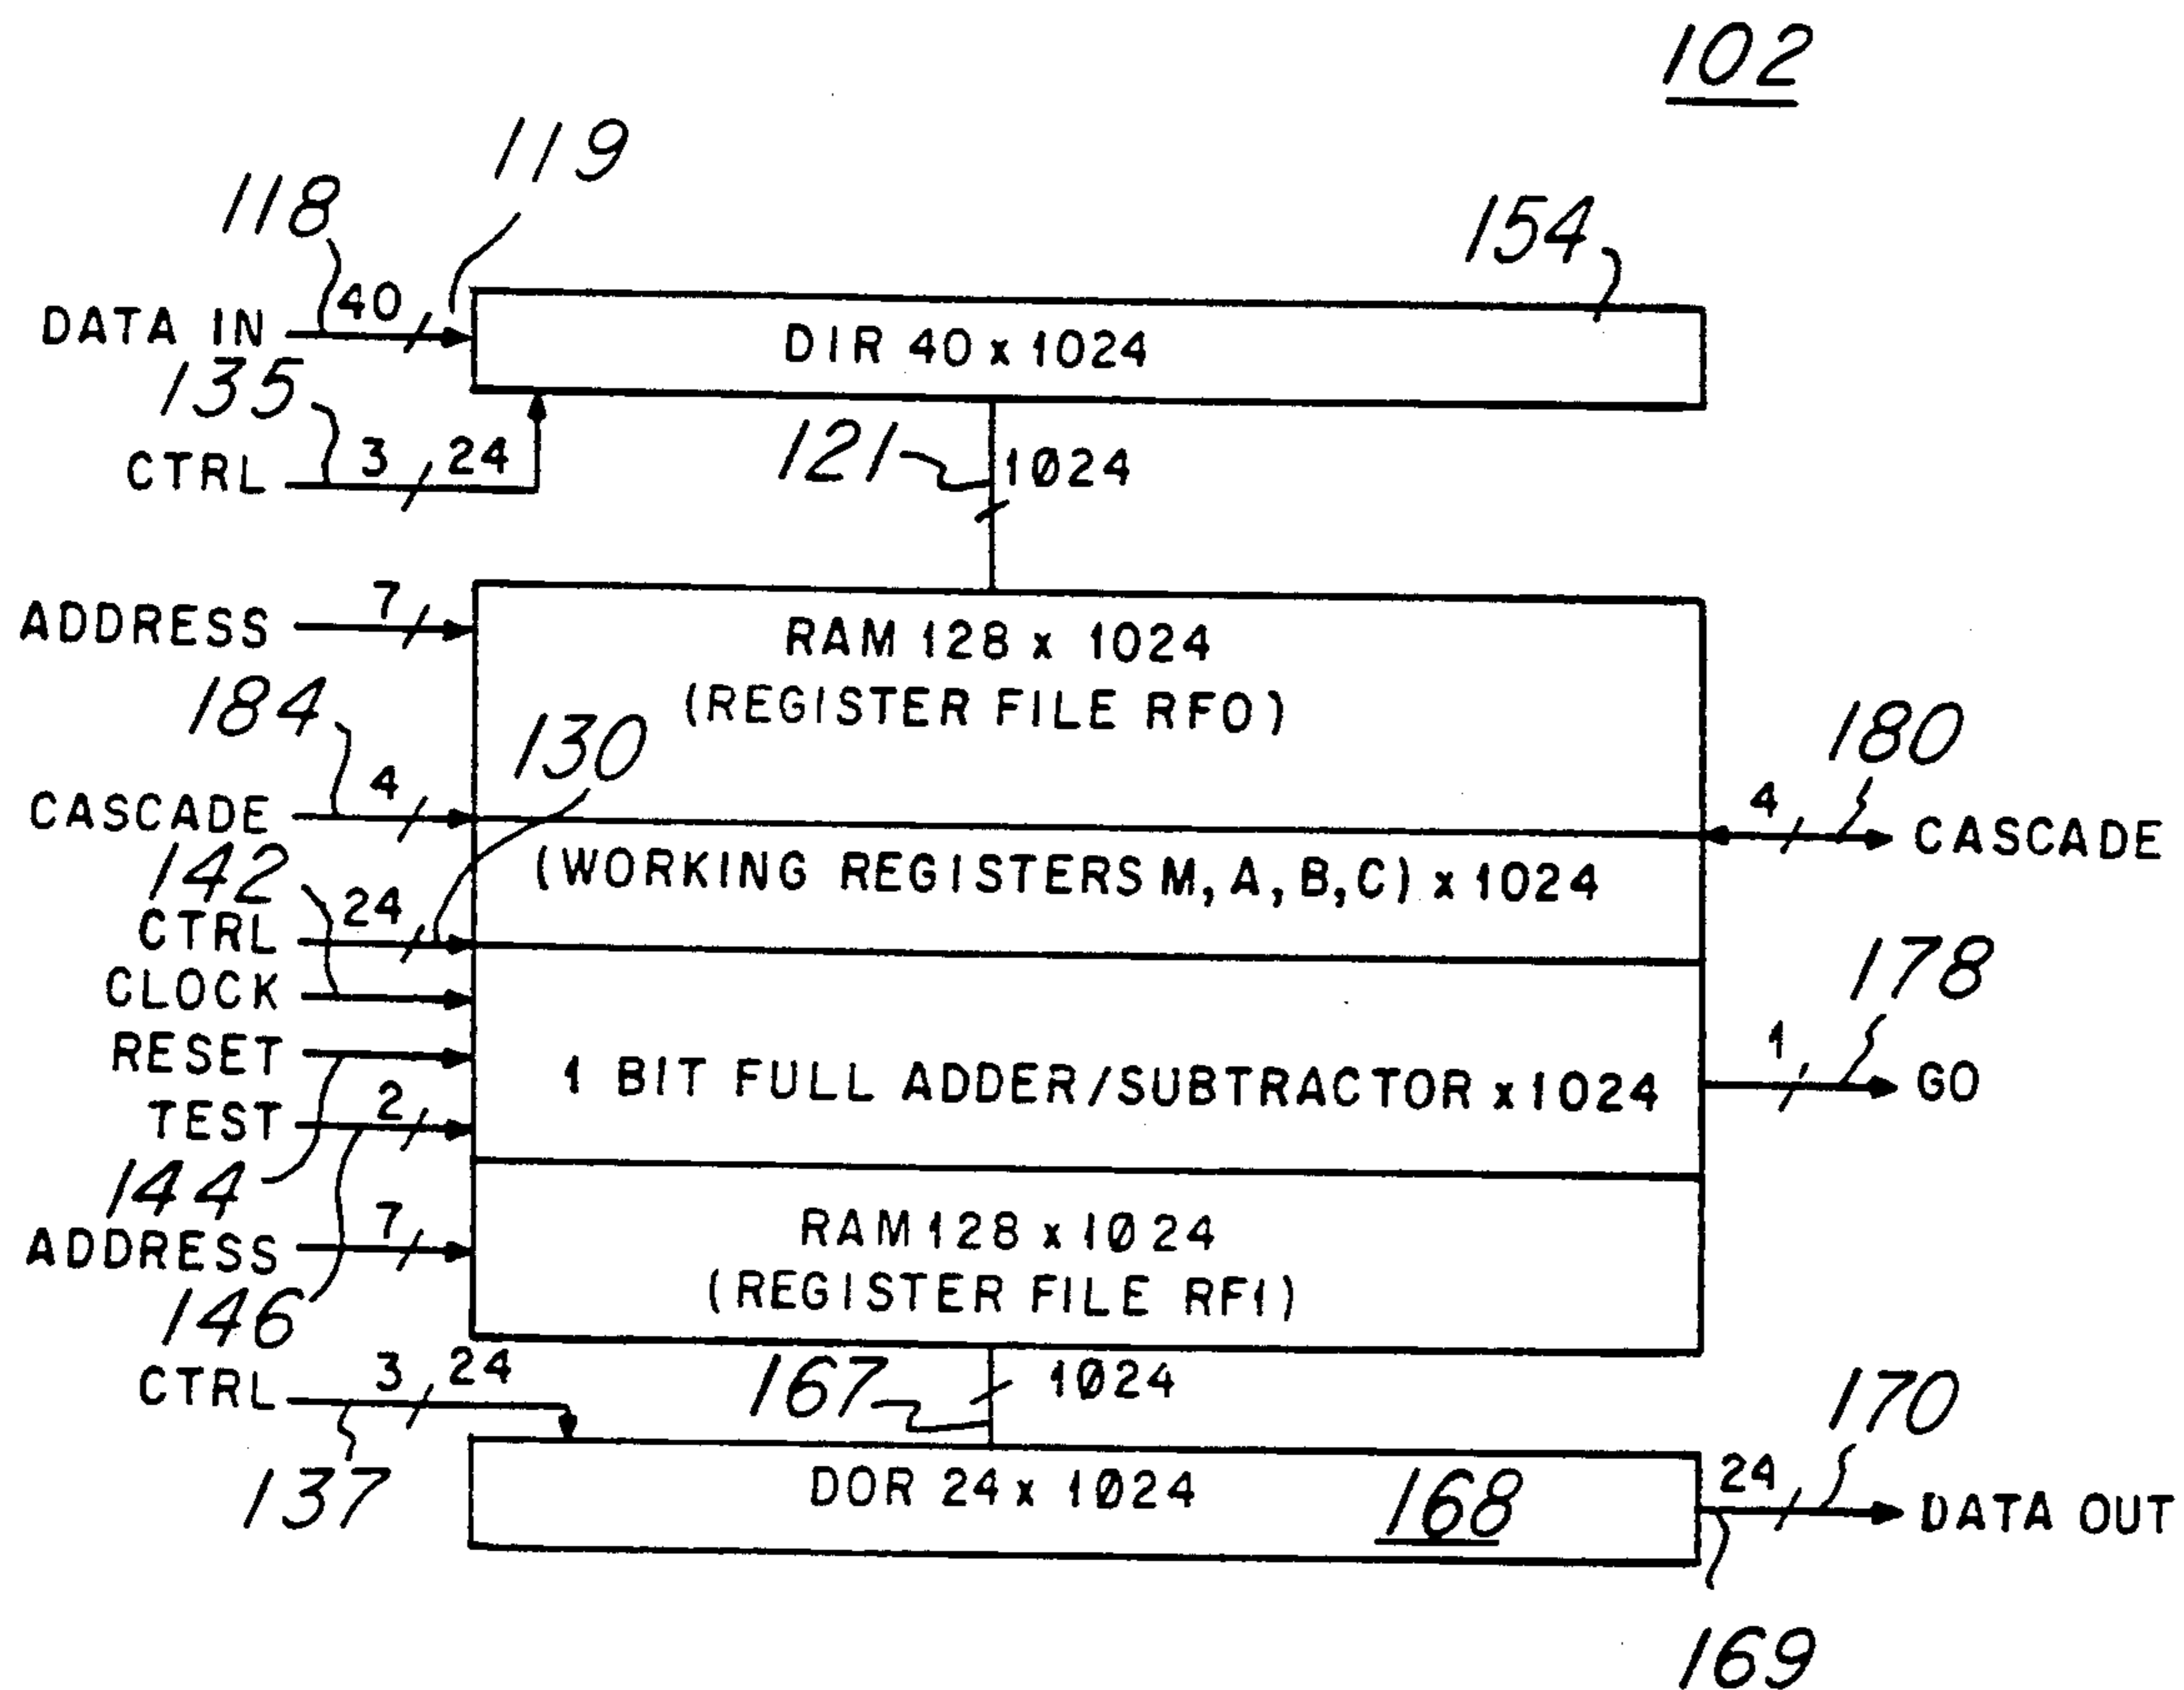 102
119
118
154
40
DATA IN
DIR 40 x 1024
135
3 24
CTRL
121
1024
ADDRESS
7
RAM 128 x 1024
(REGISTER FILE RF0)
184
130
180
4
CASCADE
4
CASCADE
142
(WORKING REGISTERS M, A, B, C) x 1024
24
CTRL
178
CLOCK
RESET
1
GO
1 BIT FULL ADDER/SUBTRACTOR x 1024
2
TEST
144
7
ADDRESS
RAM 128 x 1024
(REGISTER FILE RF1)
146
3 24
CTRL
167
1024
170
137
DOR 24 x 1024
168
24
DATA OUT
169